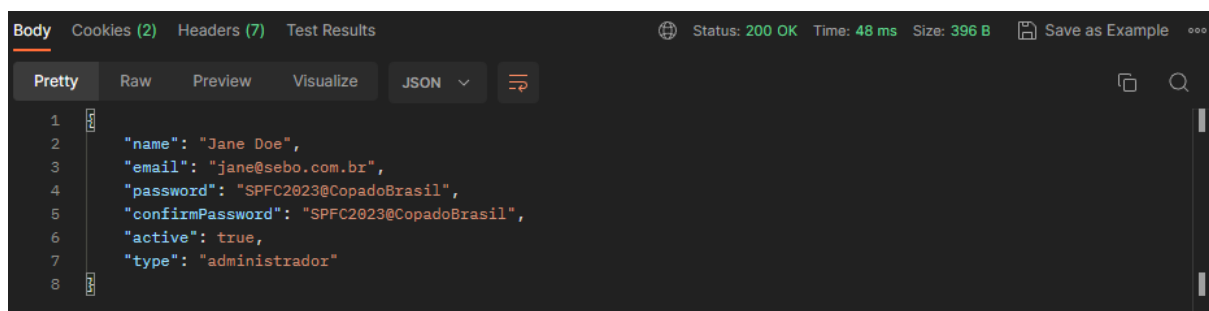 Body Cookies (2) Headers (7) Test Results Status: 200 OK Time: 48 ms Size: 396 B Save as Example
Pretty Raw Preview Visualize JSON
1 {
2 "name": "Jane Doe",
3 "email": "jane@sebo.com.br",
4 "password": "SPFC2023@CopadoBrasil",
5 "confirmPassword": "SPFC2023@CopadoBrasil",
6 "active": true,
7 "type": "administrador"
8 }